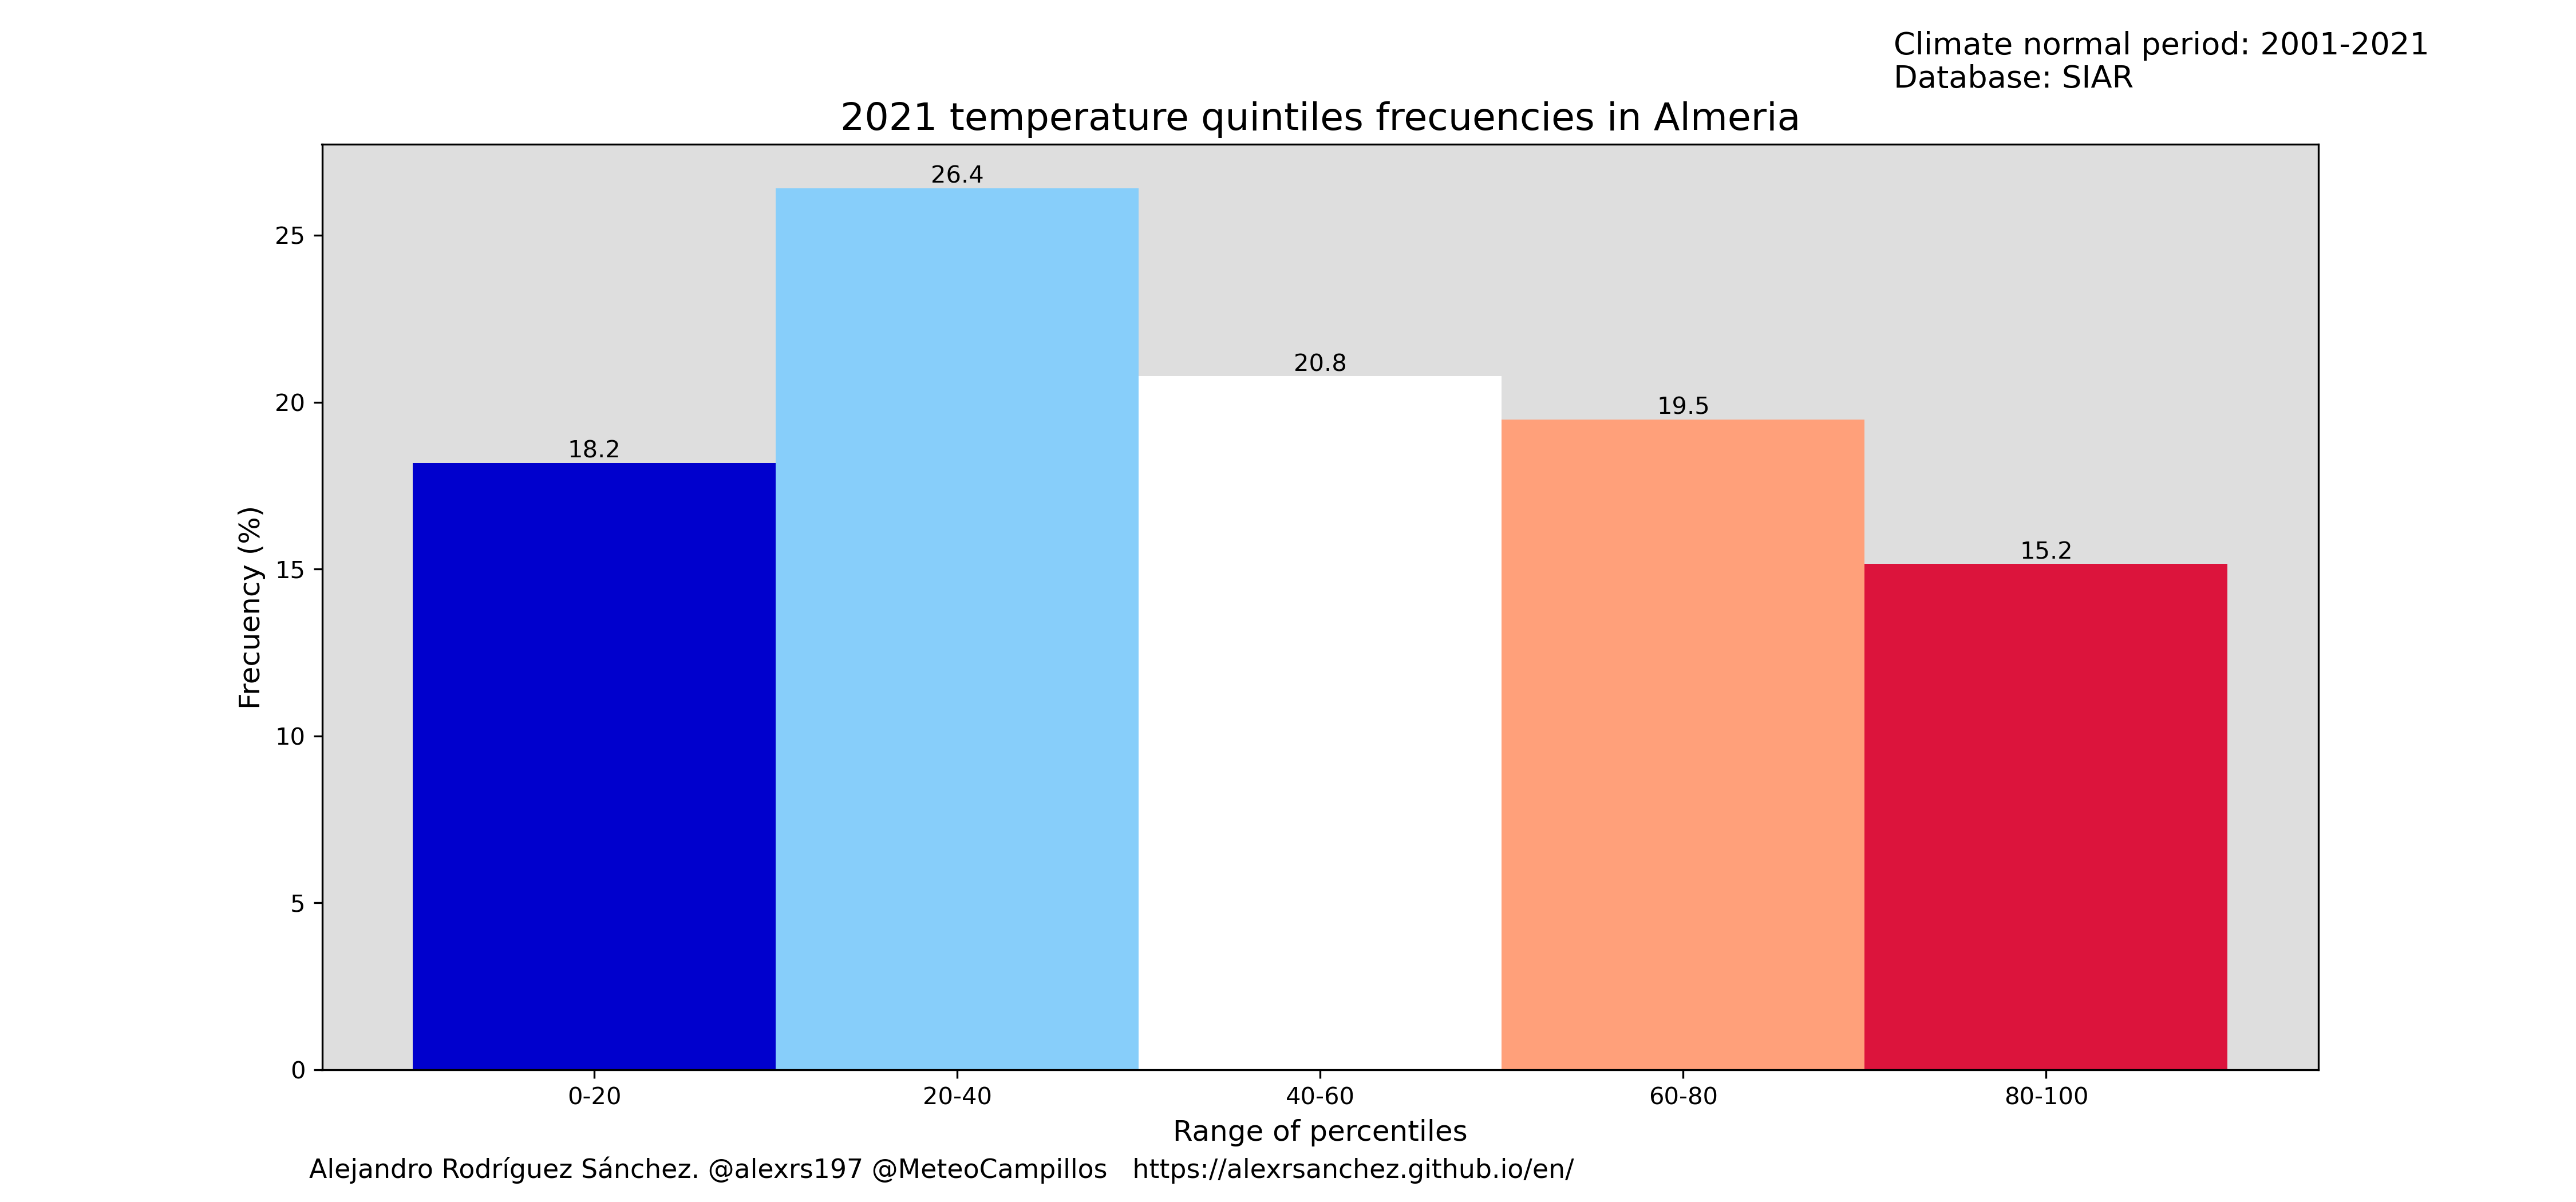 Climate normal period: 2001-2021
Database: SIAR
2021 temperature quintiles frecuencies in Almeria
Frecuency (%)
25
20
15
10
5
0
18.2
26.4
20.8
19.5
15.2
0-20
20-40
40-60
60-80
80-100
Range of percentiles
Alejandro Rodríguez Sánchez. @alexrs197 @MeteoCampillos https://alexrsanchez.github.io/en/